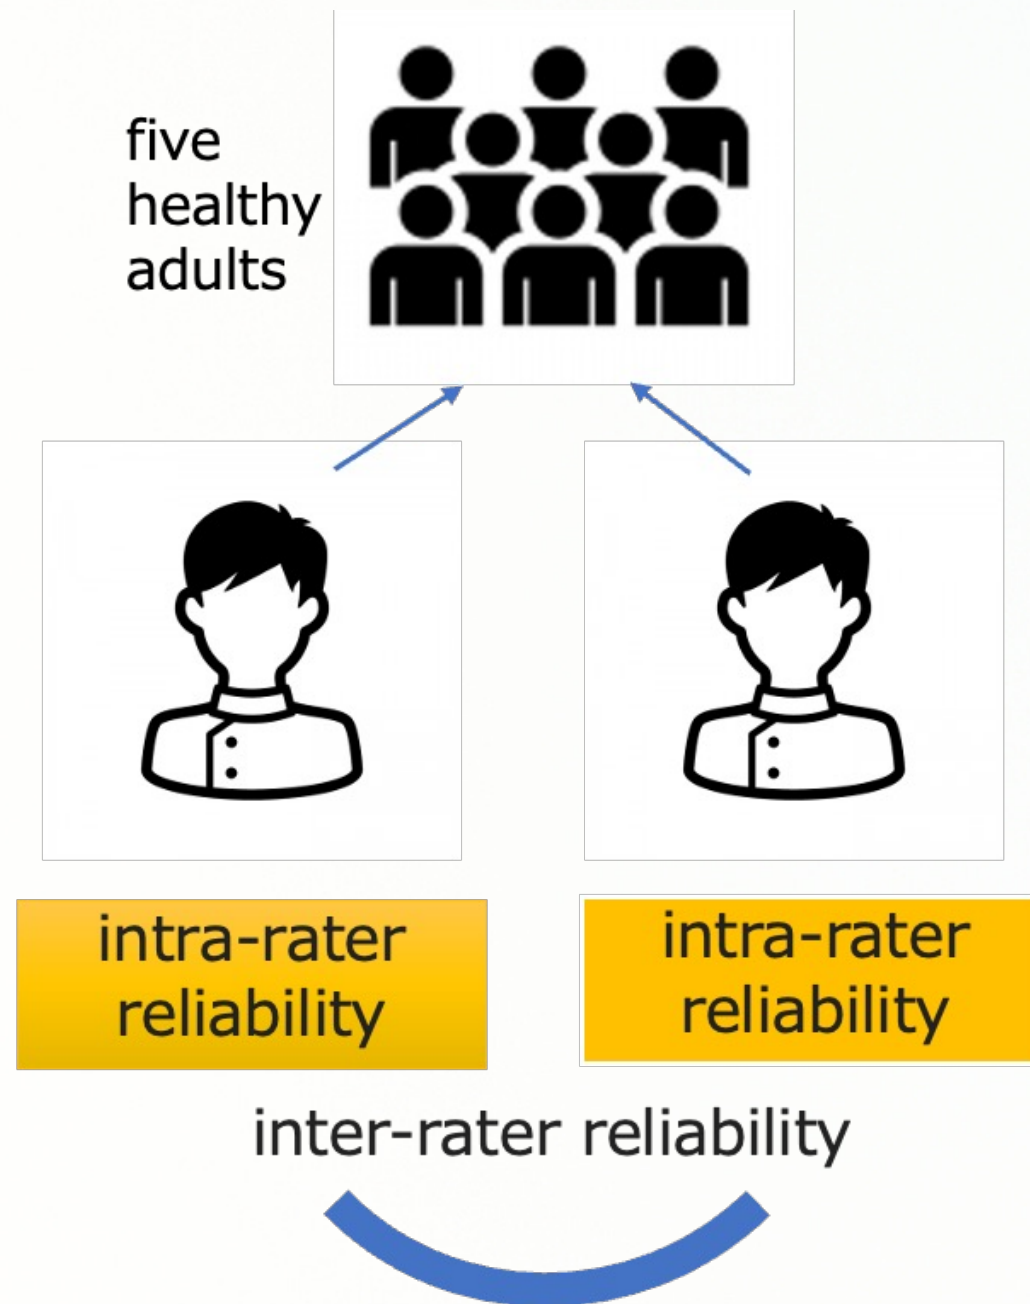 five
healthy
adults
intra-rater
reliability
intra-rater
reliability
inter-rater reliability